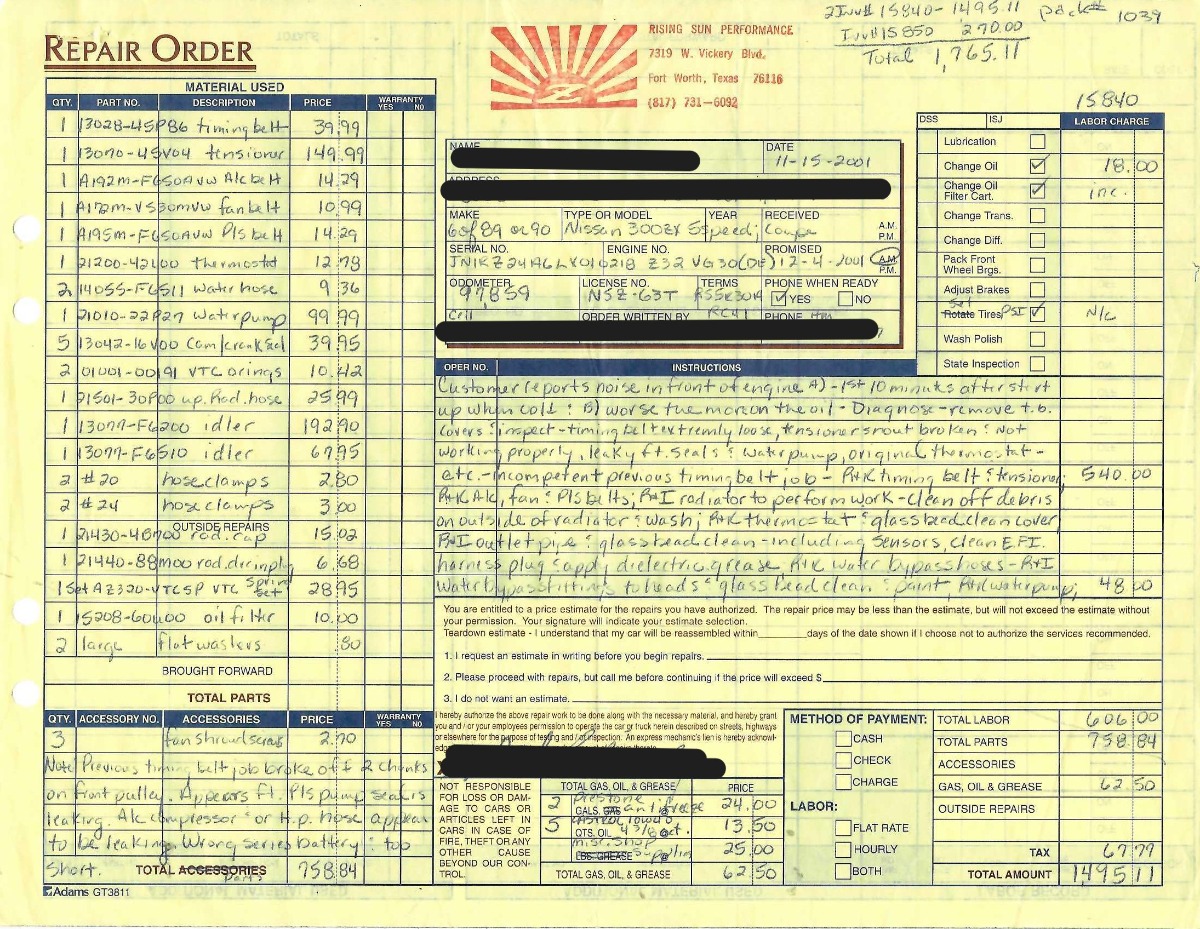 2 Inv# 15840 - 1495.11 pack# 1039
Inv# 15850 270.00
Total 1,765.11
REPAIR ORDER
RISING SUN PERFORMANCE
7319 W. Vickery Blvd.
Fort Worth, Texas 76116
(817) 731-6092
15840
MATERIAL USED
QTY. PART NO. DESCRIPTION PRICE WARRANTY YES NO
1 13028-45P86 timing belt 39.99
1 13070-45V04 tensioner 149.99
1 A192M-F650AVW A/c belt 14.29
1 A172M-V530MVW fan belt 10.99
1 A195M-F650AVW P/s belt 14.29
1 21200-42L00 thermostat 12.78
2 14055-F6511 Water hose 9.36
1 21010-22P27 Waterpump 99.99
5 13042-16V00 Cam/crank seal 39.95
2 01001-00191 VTC orings 10.42
1 21501-30P00 up. Rad. hose 25.99
1 13077-F6200 idler 192.90
1 13077-F6510 idler 67.95
2 #20 hose clamps 2.80
2 #24 hose clamps 3.00
OUTSIDE REPAIRS
1 21430-4B700 rad. cap 15.02
1 21440-88M00 rad. drain plg 6.68
1 Set AZ320-VTCSP VTC Spring Set 28.95
1 15208-60U00 oil filter 10.00
2 large flat washers .80
BROUGHT FORWARD
TOTAL PARTS
QTY. ACCESSORY NO. ACCESSORIES PRICE WARRANTY YES NO
3 fan shroud screws 2.70
Note: Previous timing belt job broke off 2 chunks
on front pulley. Appears ft. P/s pump seal is
leaking. A/c compressor or H.p. hose appear
to be leaking. Wrong series battery : too
Short. TOTAL ACCESSORIES parts 758.84
Adams GT3811
NAME DATE 11-15-2001
ADDRESS
MAKE TYPE OR MODEL YEAR RECEIVED A.M. P.M.
6 of 89 or 90 Nissan 300ZX 5speed; Coupe
SERIAL NO. ENGINE NO. PROMISED A.M. P.M.
Z32 VG30(DE) 12-4-2001
ODOMETER LICENSE NO. TERMS PHONE WHEN READY
97859 NSZ-63T YES NO
Cell ORDER WRITTEN BY PHONE
DSS ISJ LABOR CHARGE
Lubrication
Change Oil 18.00
Change Oil Filter Cart. inc.
Change Trans.
Change Diff.
Pack Front Wheel Brgs.
Adjust Brakes
Set Rotate Tires PSI N/c
Wash Polish
State Inspection
OPER NO. INSTRUCTIONS
Customer reports noise in front of engine A) - 1st 10 minutes after start
up when cold : B) worse the more on the oil - Diagnose - remove t.b.
covers : inspect - timing belt extremly loose, tensioner snout broken : Not
working properly, leaky ft. seals : waterpump, original thermostat -
etc. - incompetent previous timing belt job - R+R timing belt : tensioner; 540.00
R+R A/c, fan : P/s belts; R+I radiator to perform work - clean off debris
on outside of radiator : wash; R+R thermostat : glass bead clean cover;
R+I outlet pipe : glass bead clean - including sensors, clean E.F.I.
harness plug : apply dielectric grease R+R water bypass hoses - R+I
Water bypass fittings to heads : glass bead clean : paint, R+R waterpump; 48.00
You are entitled to a price estimate for the repairs you have authorized. The repair price may be less than the estimate, but will not exceed the estimate without
your permission. Your signature will indicate your estimate selection.
Teardown estimate - I understand that my car will be reassembled within days of the date shown if I choose not to authorize the services recommended.
1. I request an estimate in writing before you begin repairs.
2. Please proceed with repairs, but call me before continuing if the price will exceed $
3. I do not want an estimate.
I hereby authorize the above repair work to be done along with the necessary material, and hereby grant
you and / or your employees permission to operate the car or truck herein described on streets, highways
or elsewhere for the purpose of testing and / or inspection. An express mechanic's lien is hereby acknowl-
X
NOT RESPONSIBLE
FOR LOSS OR DAM-
AGE TO CARS OR
ARTICLES LEFT IN
CARS IN CASE OF
FIRE, THEFT OR ANY
OTHER CAUSE
BEYOND OUR CON-
TROL.
TOTAL GAS, OIL, & GREASE PRICE
2 GALS. GAS Prestone antifreeze 24.00
5 QTS. OIL 13.50
LBS. GREASE misc. shop Supplies 25.00
TOTAL GAS, OIL, & GREASE 62.50
METHOD OF PAYMENT:
CASH
CHECK
CHARGE
LABOR:
FLAT RATE
HOURLY
BOTH
TOTAL LABOR 606.00
TOTAL PARTS 758.84
ACCESSORIES
GAS, OIL & GREASE 62.50
OUTSIDE REPAIRS
TAX 67.77
TOTAL AMOUNT 1495.11